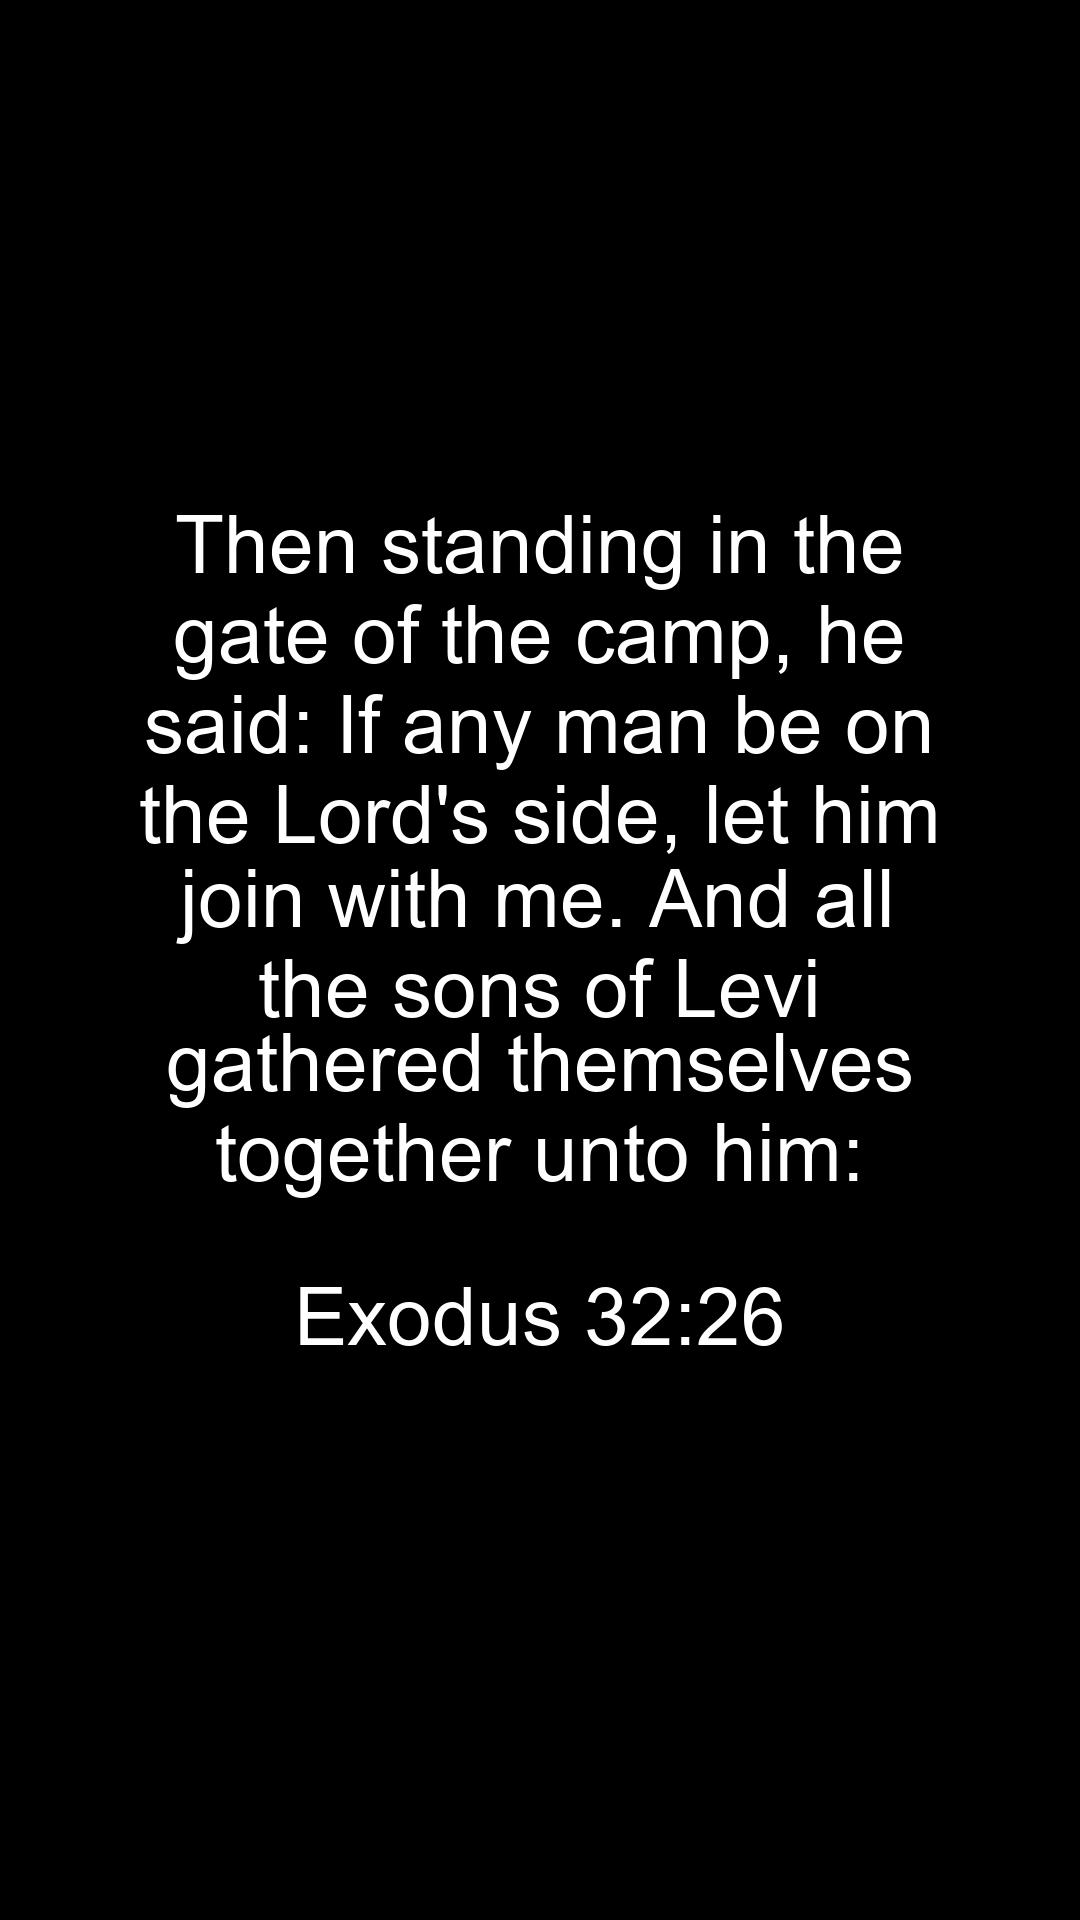 Then standing in the
gate of the camp, he
said: If any man be on
the Lord's side, let him
join with me. And all
the sons of Levi
gathered themselves
together unto him:
Exodus 32:26